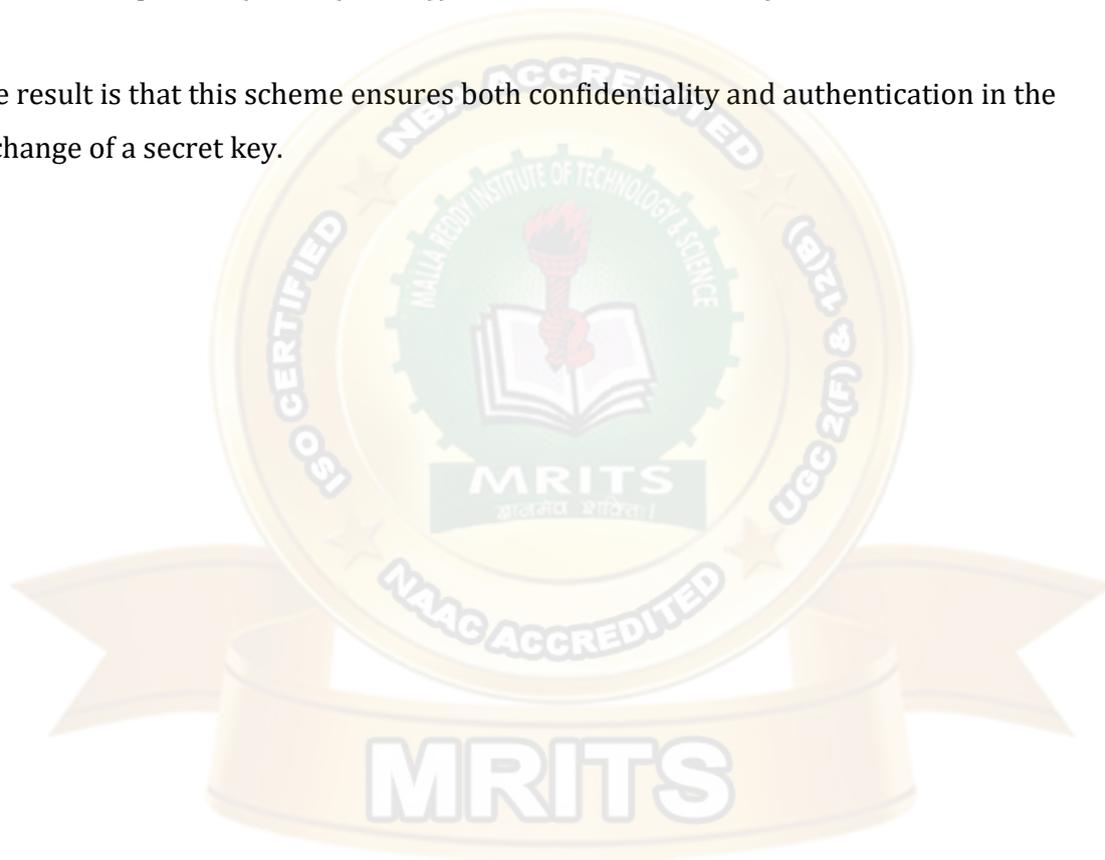 e result is that this scheme ensures both confidentiality and authentication in the
change of a secret key.
NBA ACCREDITED
MALLA REDDY INSTITUTE OF TECHNOLOGY & SCIENCE
ISO CERTIFIED
UGC 2(F) & 12(B)
MRITS
NAAC ACCREDITED
MRITS